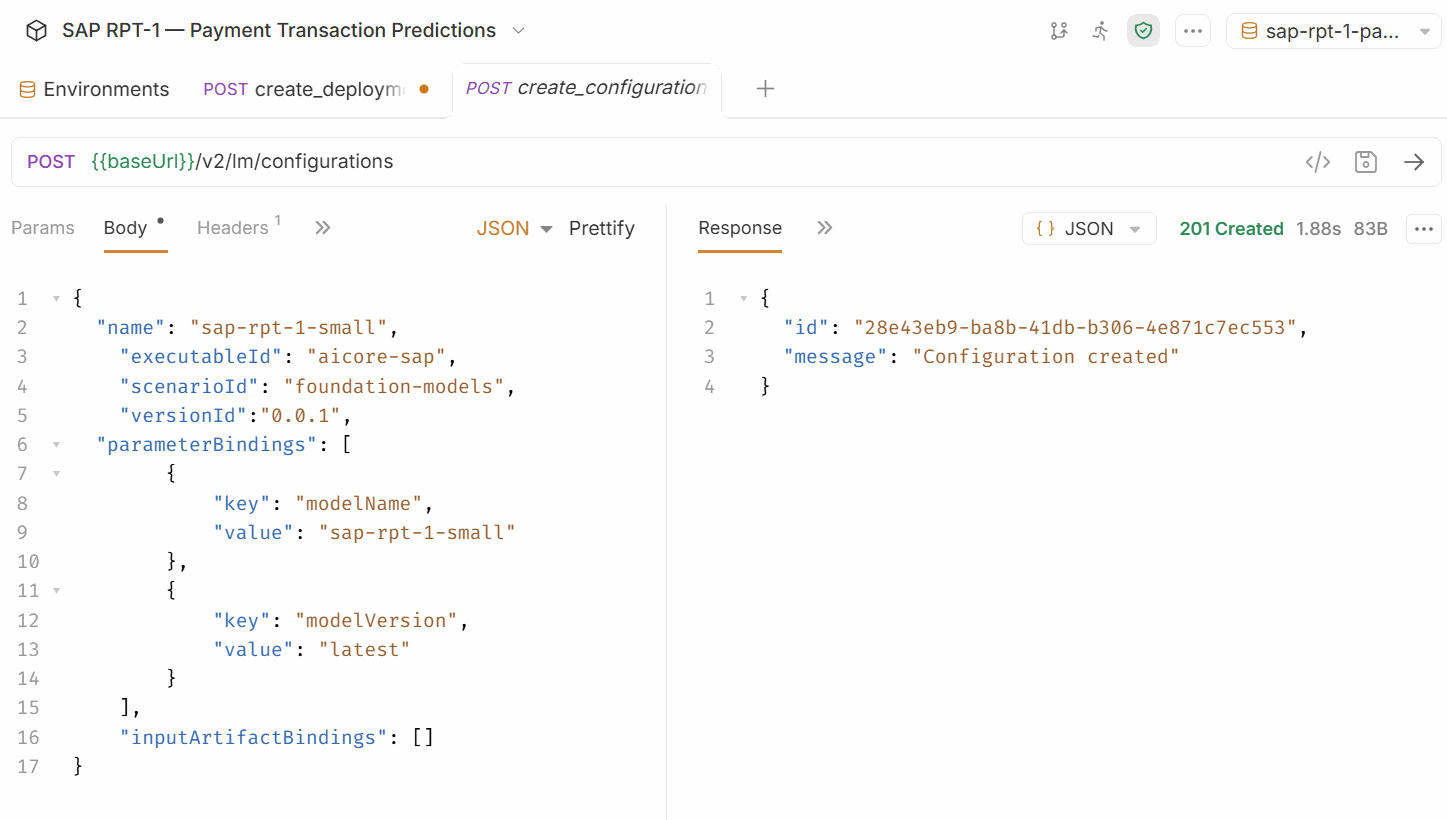 SAP RPT-1 — Payment Transaction Predictions
sap-rpt-1-pa...
Environments
POST create_deployme
POST create_configuration
POST {{baseUrl}}/v2/lm/configurations
Params
Body
Headers 1
JSON
Prettify
Response
{ } JSON
201 Created
1.88s
83B
1 {
2 "name": "sap-rpt-1-small",
3 "executableId": "aicore-sap",
4 "scenarioId": "foundation-models",
5 "versionId":"0.0.1",
6 "parameterBindings": [
7 {
8 "key": "modelName",
9 "value": "sap-rpt-1-small"
10 },
11 {
12 "key": "modelVersion",
13 "value": "latest"
14 }
15 ],
16 "inputArtifactBindings": []
17 }
1 {
2 "id": "28e43eb9-ba8b-41db-b306-4e871c7ec553",
3 "message": "Configuration created"
4 }